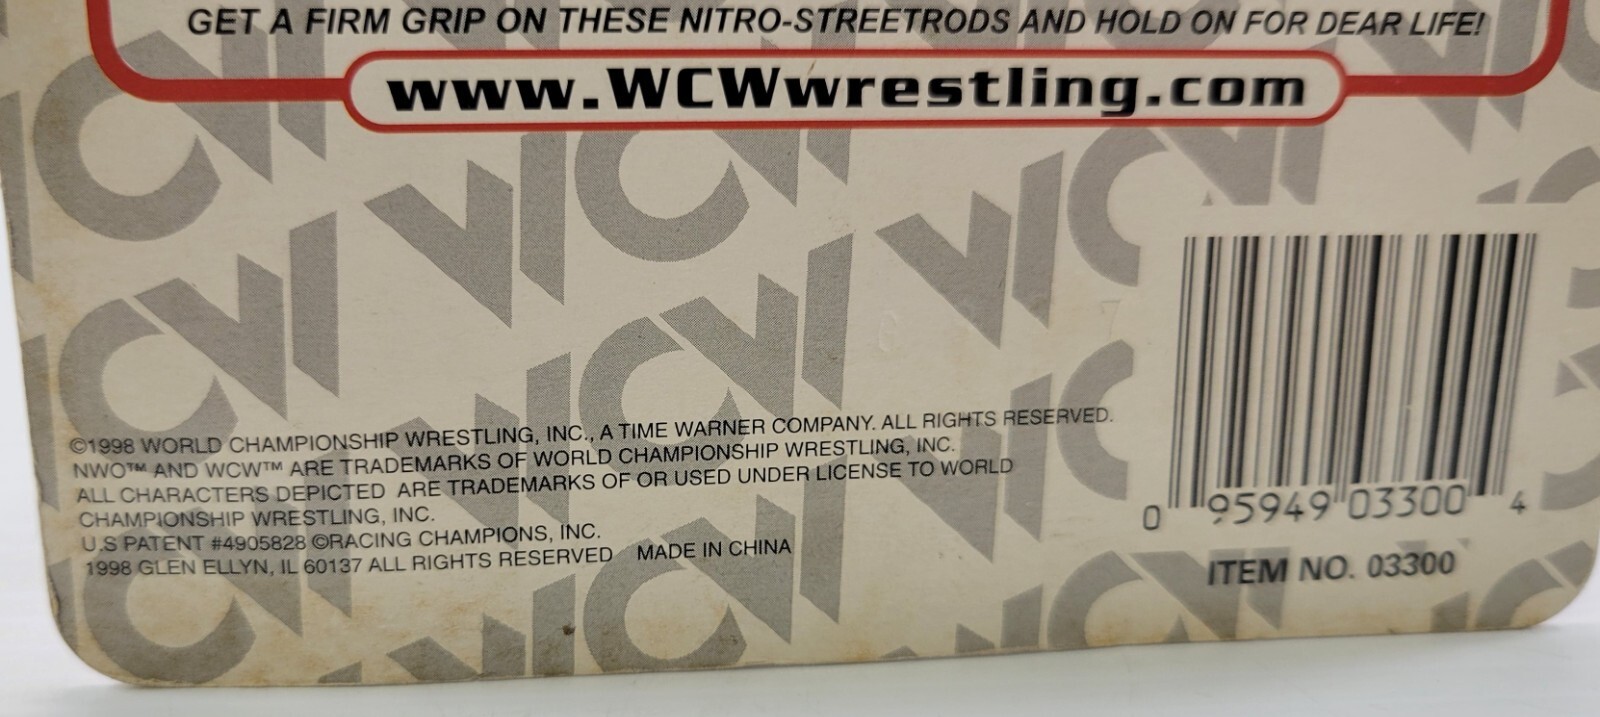 GET A FIRM GRIP ON THESE NITRO-STREETRODS AND HOLD ON FOR DEAR LIFE!
www.WCWwrestling.com
©1998 WORLD CHAMPIONSHIP WRESTLING, INC., A TIME WARNER COMPANY. ALL RIGHTS RESERVED.
NWO™ AND WCW™ ARE TRADEMARKS OF WORLD CHAMPIONSHIP WRESTLING, INC.
ALL CHARACTERS DEPICTED ARE TRADEMARKS OF OR USED UNDER LICENSE TO WORLD
CHAMPIONSHIP WRESTLING, INC.
U.S PATENT #4905828 ©RACING CHAMPIONS, INC.
1998 GLEN ELLYN, IL 60137 ALL RIGHTS RESERVED MADE IN CHINA
0 95949 03300 4
ITEM NO. 03300